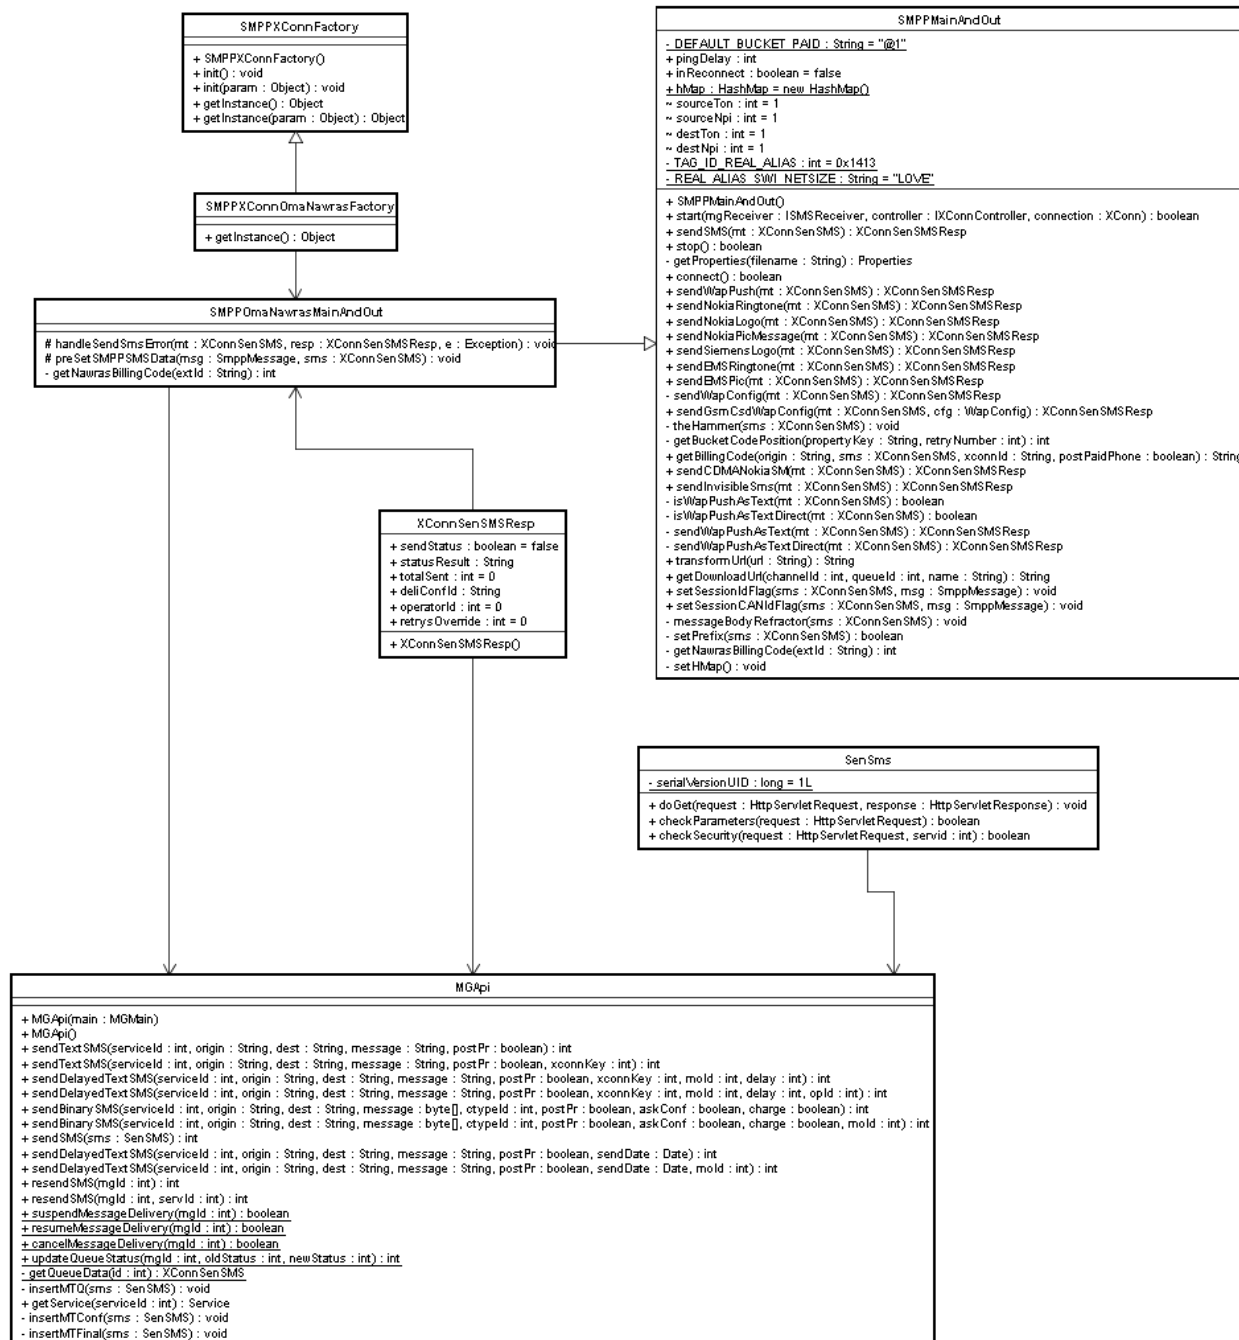 SMPPXConnFactory
+ SMPPXConnFactory()
+ init() : void
+ init(param : Object) : void
+ getInstance() : Object
+ getInstance(param : Object) : Object
SMPPXConnOmaNawrasFactory
+ getInstance() : Object
SMPPOmaNawrasMainAndOut
# handleSendSmsError(mt : XConnSenSMS, resp : XConnSenSMSResp, e : Exception) : void
# preSetSMPPSMSData(msg : SmppMessage, sms : XConnSenSMS) : void
- getNawrasBillingCode(extId : String) : int
SMPPMainAndOut
- DEFAULT_BUCKET_PAID : String = "@1"
+ pingDelay : int
+ inReconnect : boolean = false
+ hMap : HashMap = new HashMap()
~ sourceTon : int = 1
~ sourceNpi : int = 1
~ destTon : int = 1
~ destNpi : int = 1
- TAG_ID_REAL_ALIAS : int = 0x1413
- REAL_ALIAS_SWI_NETSIZE : String = "LOVE"
+ SMPPMainAndOut()
+ start(mgReceiver : ISMSReceiver, controller : IXConnController, connection : XConn) : boolean
+ sendSMS(mt : XConnSenSMS) : XConnSenSMSResp
+ stop() : boolean
- getProperties(filename : String) : Properties
+ connect() : boolean
+ sendWapPush(mt : XConnSenSMS) : XConnSenSMSResp
+ sendNokiaRingtone(mt : XConnSenSMS) : XConnSenSMSResp
+ sendNokiaLogo(mt : XConnSenSMS) : XConnSenSMSResp
+ sendNokiaPicMessage(mt : XConnSenSMS) : XConnSenSMSResp
+ sendSiemensLogo(mt : XConnSenSMS) : XConnSenSMSResp
+ sendEMSRingtone(mt : XConnSenSMS) : XConnSenSMSResp
+ sendEMSPic(mt : XConnSenSMS) : XConnSenSMSResp
- sendWapConfig(mt : XConnSenSMS) : XConnSenSMSResp
+ sendGsmCsdWapConfig(mt : XConnSenSMS, cfg : WapConfig) : XConnSenSMSResp
- theHammer(sms : XConnSenSMS) : void
- getBucketCodePosition(propertyKey : String, retryNumber : int) : int
+ getBillingCode(origin : String, sms : XConnSenSMS, xconnId : String, postPaidPhone : boolean) : String
+ sendCDMANokiaSM(mt : XConnSenSMS) : XConnSenSMSResp
+ sendInvisibleSms(mt : XConnSenSMS) : XConnSenSMSResp
- isWapPushAsText(mt : XConnSenSMS) : boolean
- isWapPushAsTextDirect(mt : XConnSenSMS) : boolean
- sendWapPushAsText(mt : XConnSenSMS) : XConnSenSMSResp
- sendWapPushAsTextDirect(mt : XConnSenSMS) : XConnSenSMSResp
+ transformUrl(url : String) : String
+ getDownloadUrl(channelId : int, queueId : int, name : String) : String
+ setSessionIdFlag(sms : XConnSenSMS, msg : SmppMessage) : void
+ setSessionCANIdFlag(sms : XConnSenSMS, msg : SmppMessage) : void
- messageBodyRefractor(sms : XConnSenSMS) : void
- setPrefix(sms : XConnSenSMS) : boolean
- getNawrasBillingCode(extId : String) : int
- setHMap() : void
XConnSenSMSResp
+ sendStatus : boolean = false
+ statusResult : String
+ totalSent : int = 0
+ deliConfId : String
+ operatorId : int = 0
+ retrysOverride : int = 0
+ XConnSenSMSResp()
SenSms
- serialVersionUID : long = 1L
+ doGet(request : HttpServletRequest, response : HttpServletResponse) : void
+ checkParameters(request : HttpServletRequest) : boolean
+ checkSecurity(request : HttpServletRequest, servid : int) : boolean
MGApi
+ MGApi(main : MGMain)
+ MGApi()
+ sendTextSMS(serviceId : int, origin : String, dest : String, message : String, postPr : boolean) : int
+ sendTextSMS(serviceId : int, origin : String, dest : String, message : String, postPr : boolean, xconnKey : int) : int
+ sendDelayedTextSMS(serviceId : int, origin : String, dest : String, message : String, postPr : boolean, xconnKey : int, moId : int, delay : int) : int
+ sendDelayedTextSMS(serviceId : int, origin : String, dest : String, message : String, postPr : boolean, xconnKey : int, moId : int, delay : int, opId : int) : int
+ sendBinarySMS(serviceId : int, origin : String, dest : String, message : byte[], ctypeId : int, postPr : boolean, askConf : boolean, charge : boolean) : int
+ sendBinarySMS(serviceId : int, origin : String, dest : String, message : byte[], ctypeId : int, postPr : boolean, askConf : boolean, charge : boolean, moId : int) : int
+ sendSMS(sms : SenSMS) : int
+ sendDelayedTextSMS(serviceId : int, origin : String, dest : String, message : String, postPr : boolean, sendDate : Date) : int
+ sendDelayedTextSMS(serviceId : int, origin : String, dest : String, message : String, postPr : boolean, sendDate : Date, moId : int) : int
+ resendSMS(mgId : int) : int
+ resendSMS(mgId : int, servId : int) : int
+ suspendMessageDelivery(mgId : int) : boolean
+ resumeMessageDelivery(mgId : int) : boolean
+ cancelMessageDelivery(mgId : int) : boolean
+ updateQueueStatus(mgId : int, oldStatus : int, newStatus : int) : int
- getQueueData(id : int) : XConnSenSMS
- insertMTQ(sms : SenSMS) : void
+ getService(serviceId : int) : Service
- insertMTConf(sms : SenSMS) : void
- insertMTFinal(sms : SenSMS) : void